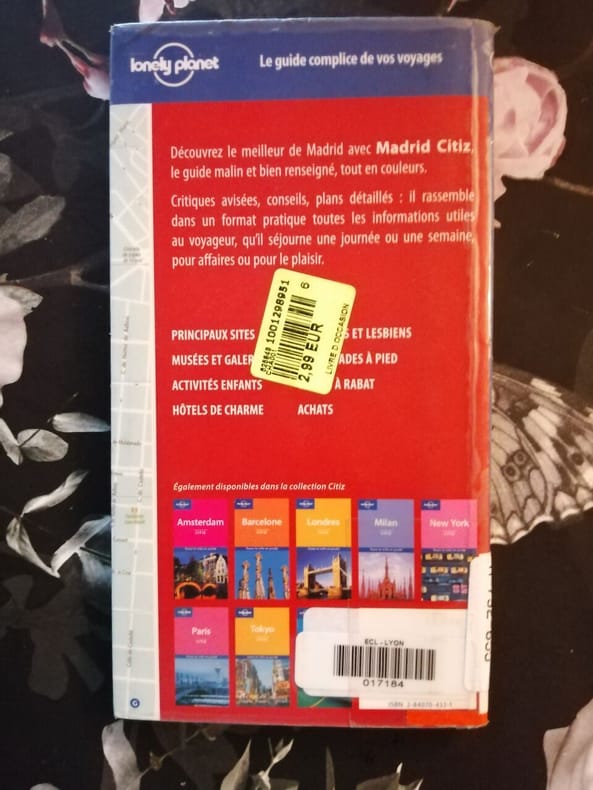 lonely planet
Le guide complice de vos voyages
Découvrez le meilleur de Madrid avec Madrid Citiz,
le guide malin et bien renseigné, tout en couleurs.
Critiques avisées, conseils, plans détaillés : il rassemble
dans un format pratique toutes les informations utiles
au voyageur, qu'il séjourne une journée ou une semaine,
pour affaires ou pour le plaisir.
PRINCIPAUX SITES
ET LESBIENS
MUSÉES ET GALER
ADES À PIED
ACTIVITÉS ENFANTS
À RABAT
HÔTELS DE CHARME
ACHATS
1001298951
6
2,99 EUR
LIVRE D'OCCASION
Également disponibles dans la collection Citiz
Amsterdam
Barcelone
Londres
Milan
New York
Paris
Tokyo
ECL-LYON
017184